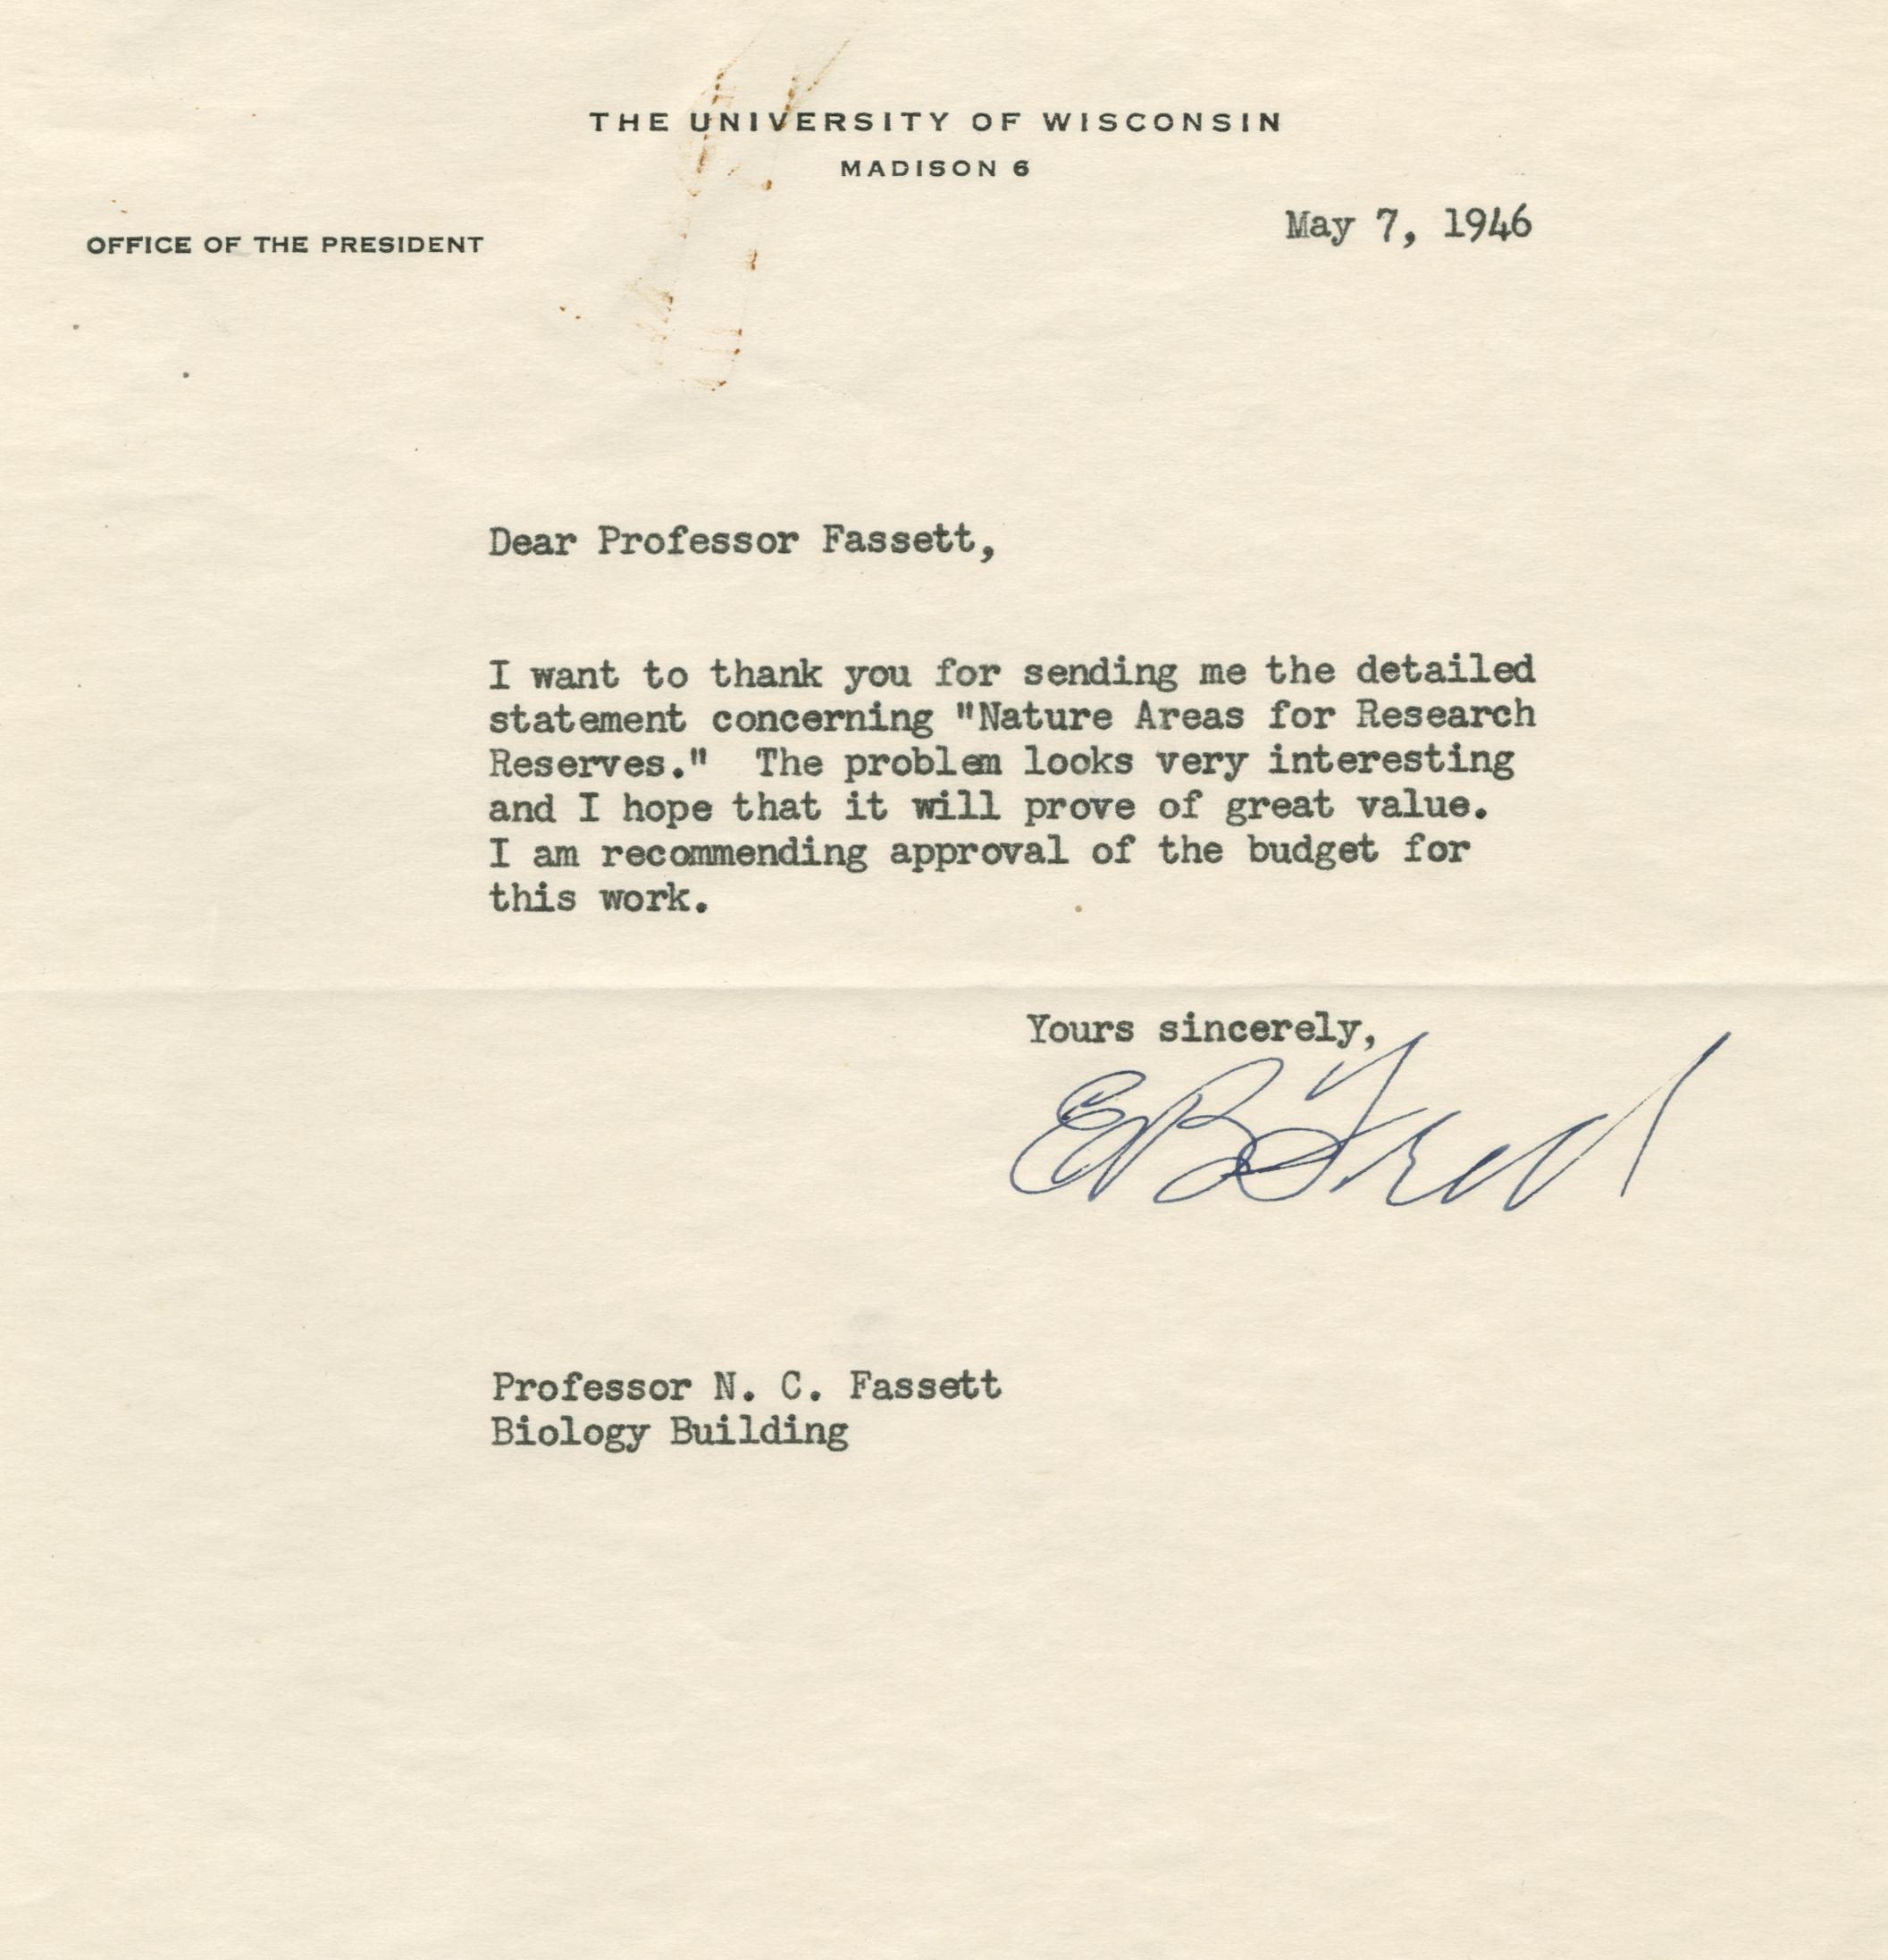 THE UNIVERSITY OF WISCONSIN
MADISON 6
May 7, 1946
OFFICE OF THE PRESIDENT
Dear Professor Fassett,
I want to thank you for sending me the detailed
statement concerning "Nature Areas for Research
Reserves."  The problem looks very interesting
and I hope that it will prove of great value.
I am recommending approval of the budget for
this work.
Yours sincerely,
EB Fred
Professor N. C. Fassett
Biology Building